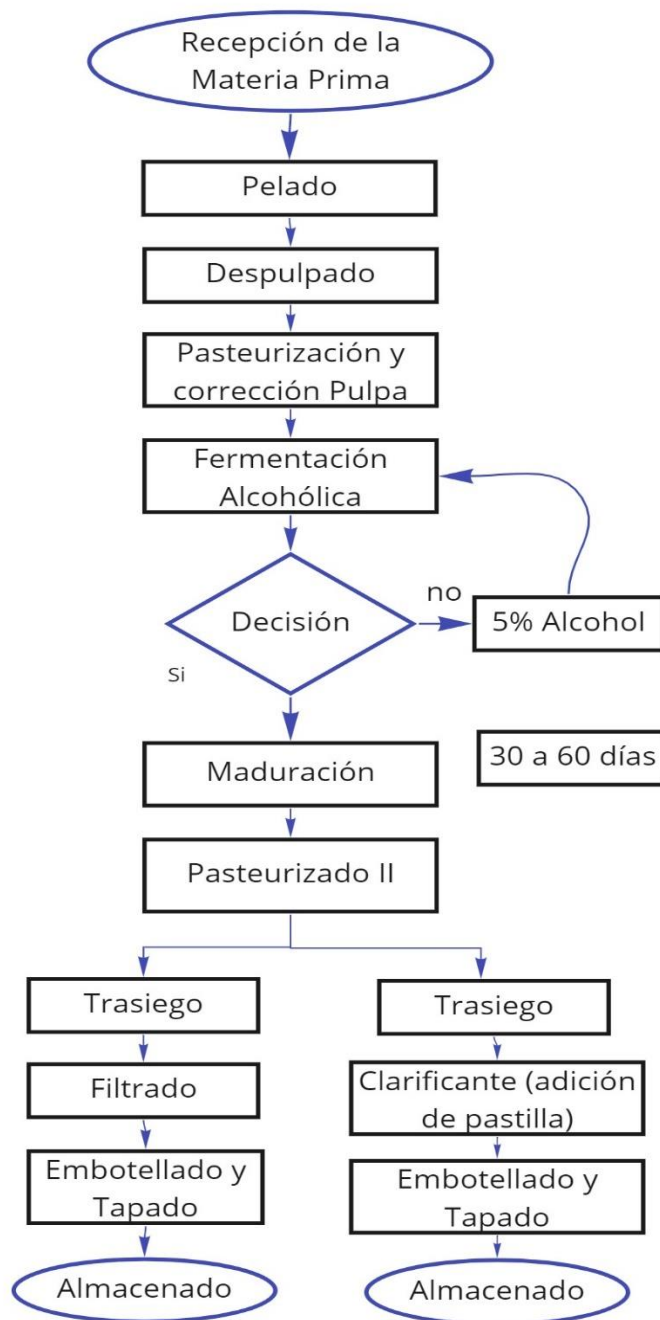 Recepción de la
Materia Prima
Pelado
Despulpado
Pasteurización y
corrección Pulpa
Fermentación
Alcohólica
Decisión
no
5% Alcohol
Si
Maduración
30 a 60 días
Pasteurizado II
Trasiego
Filtrado
Embotellado y
Tapado
Almacenado
Trasiego
Clarificante (adición
de pastilla)
Embotellado y
Tapado
Almacenado